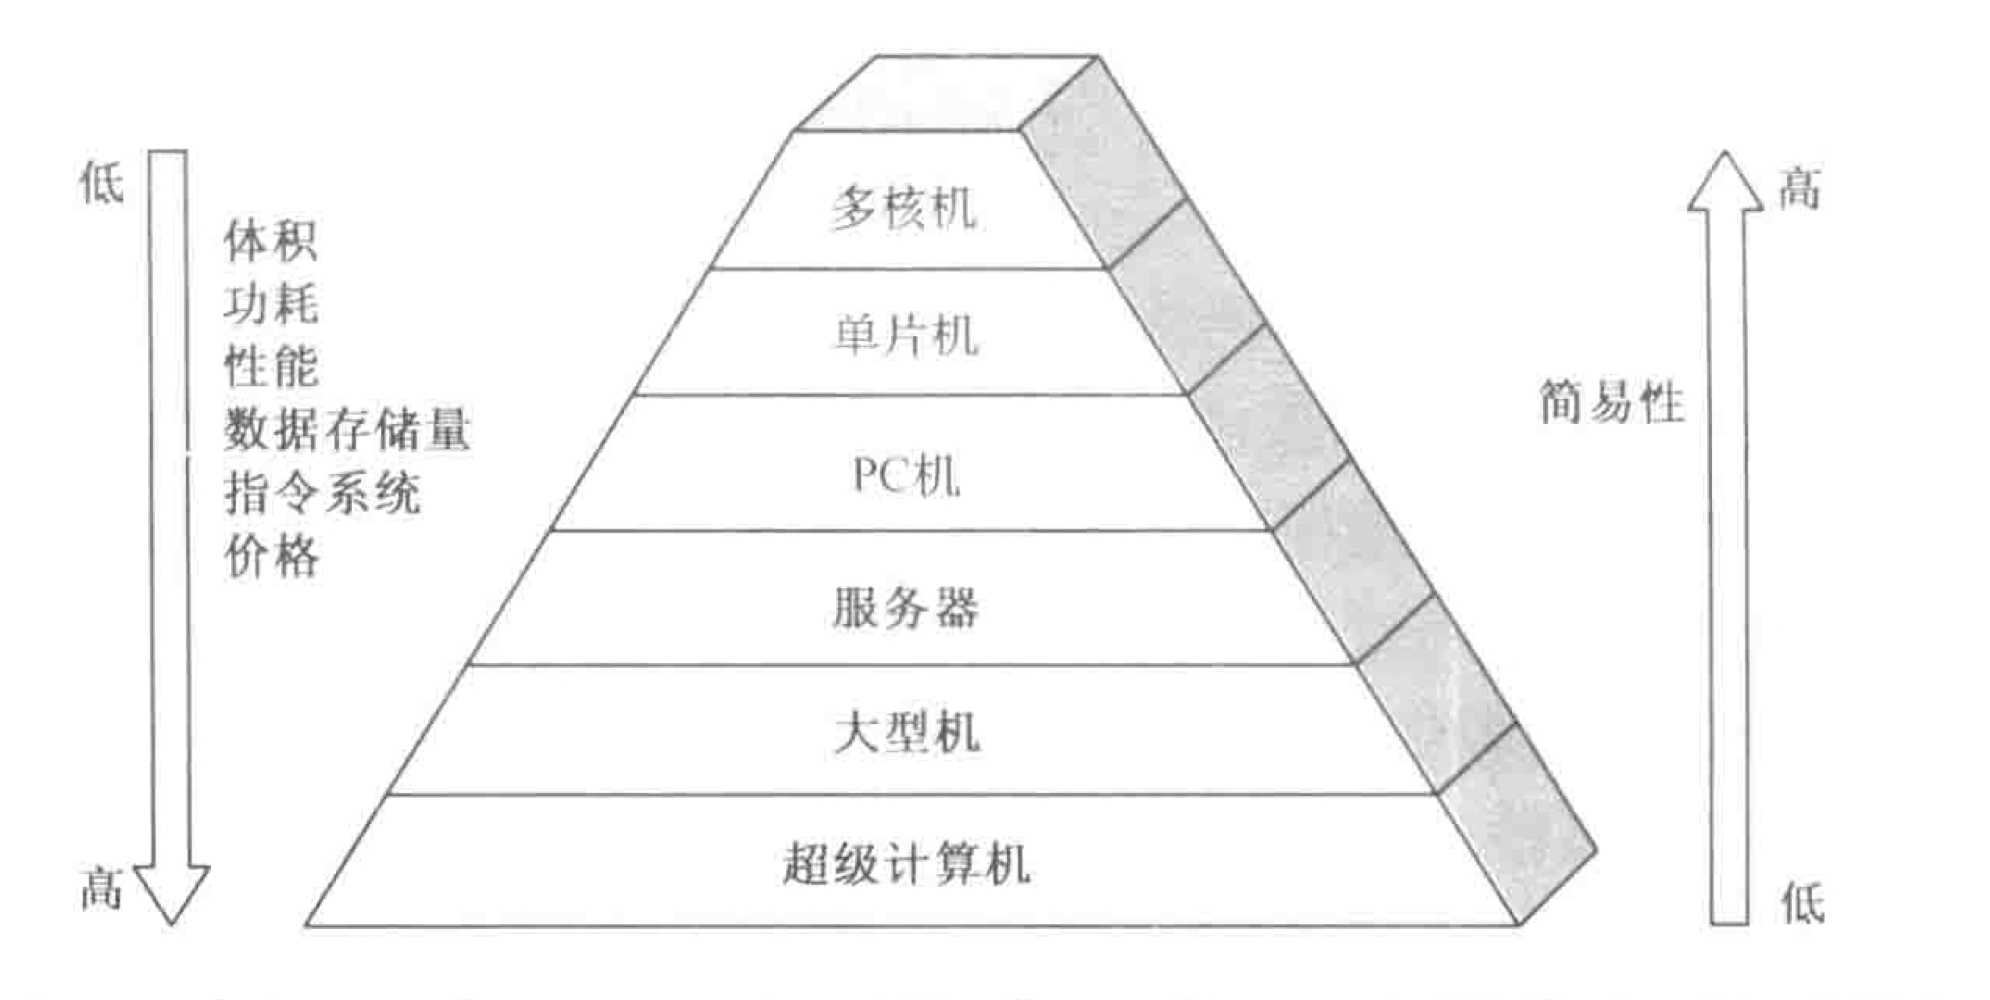 低
体积
功耗
性能
数据存储量
指令系统
价格
高
多核机
单片机
PC机
服务器
大型机
超级计算机
高
简易性
低